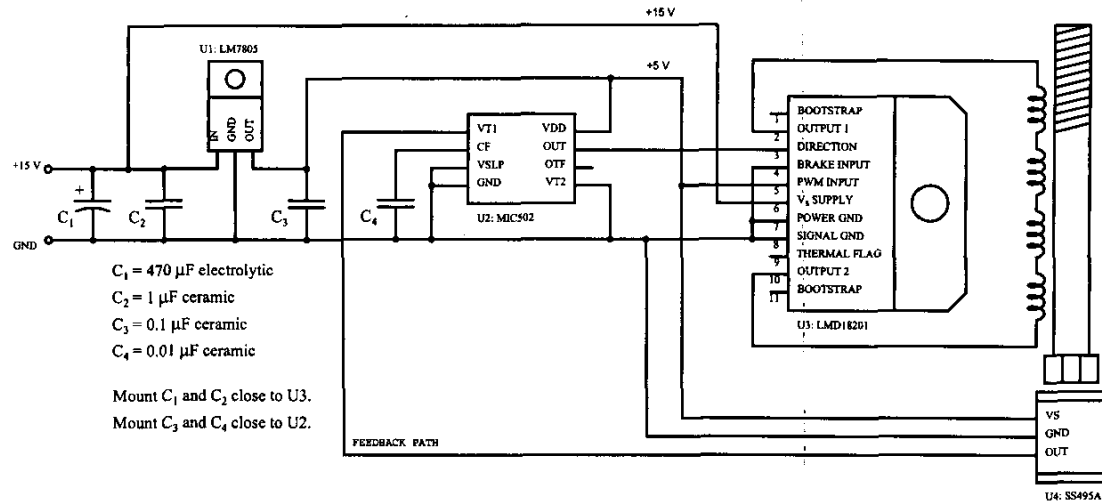 +15 V
U1: LM7805
+5 V
IN
GND
OUT
+15 V
+
C₁
C₂
C₃
C₄
GND
VT1
CF
VSLP
GND
VDD
OUT
OTF
VT2
U2: MIC502
1 BOOTSTRAP
2 OUTPUT 1
3 DIRECTION
4 BRAKE INPUT
5 PWM INPUT
6 Vs SUPPLY
7 POWER GND
8 SIGNAL GND
9 THERMAL FLAG
10 OUTPUT 2
11 BOOTSTRAP
U3: LMD18201
C₁ = 470 µF electrolytic
C₂ = 1 µF ceramic
C₃ = 0.1 µF ceramic
C₄ = 0.01 µF ceramic
Mount C₁ and C₂ close to U3.
Mount C₃ and C₄ close to U2.
FEEDBACK PATH
VS
GND
OUT
U4: SS495A